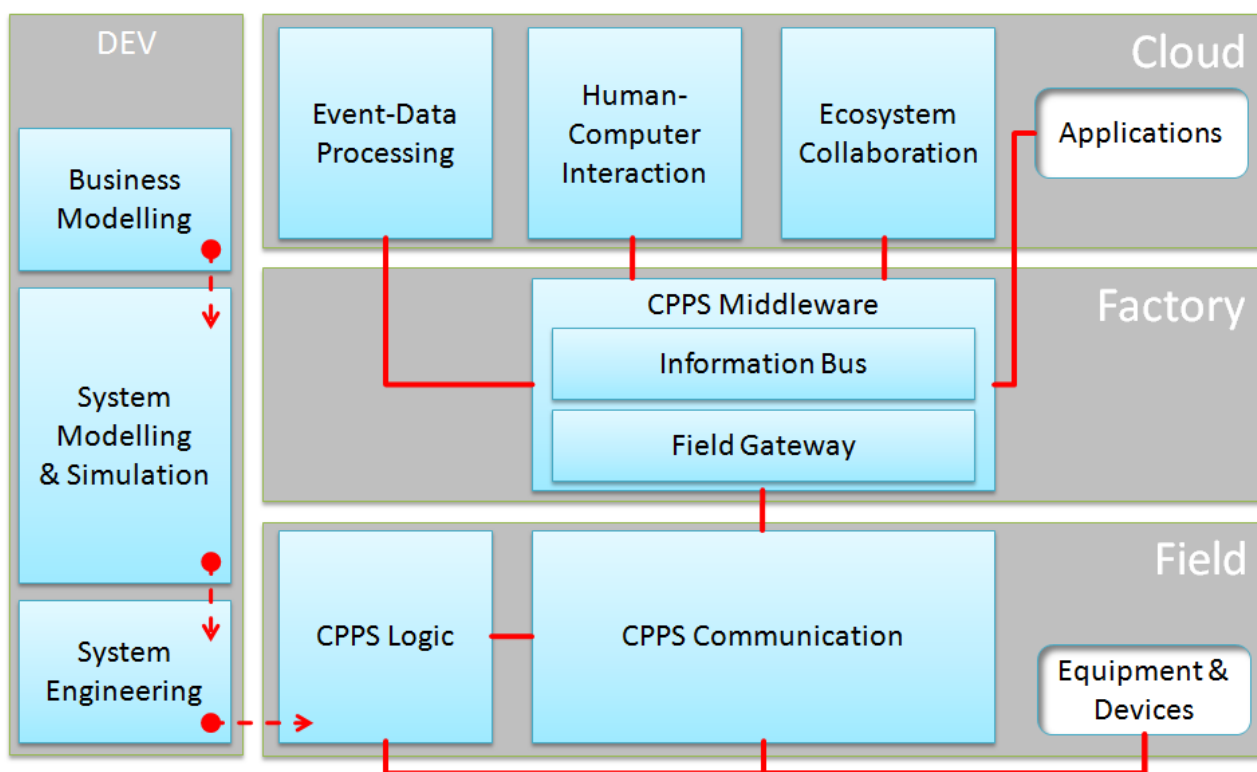 DEV
Business
Modelling
System
Modelling
& Simulation
System
Engineering
Cloud
Event-Data
Processing
Human-
Computer
Interaction
Ecosystem
Collaboration
Applications
Factory
CPPS Middleware
Information Bus
Field Gateway
Field
CPPS Logic
CPPS Communication
Equipment &
Devices